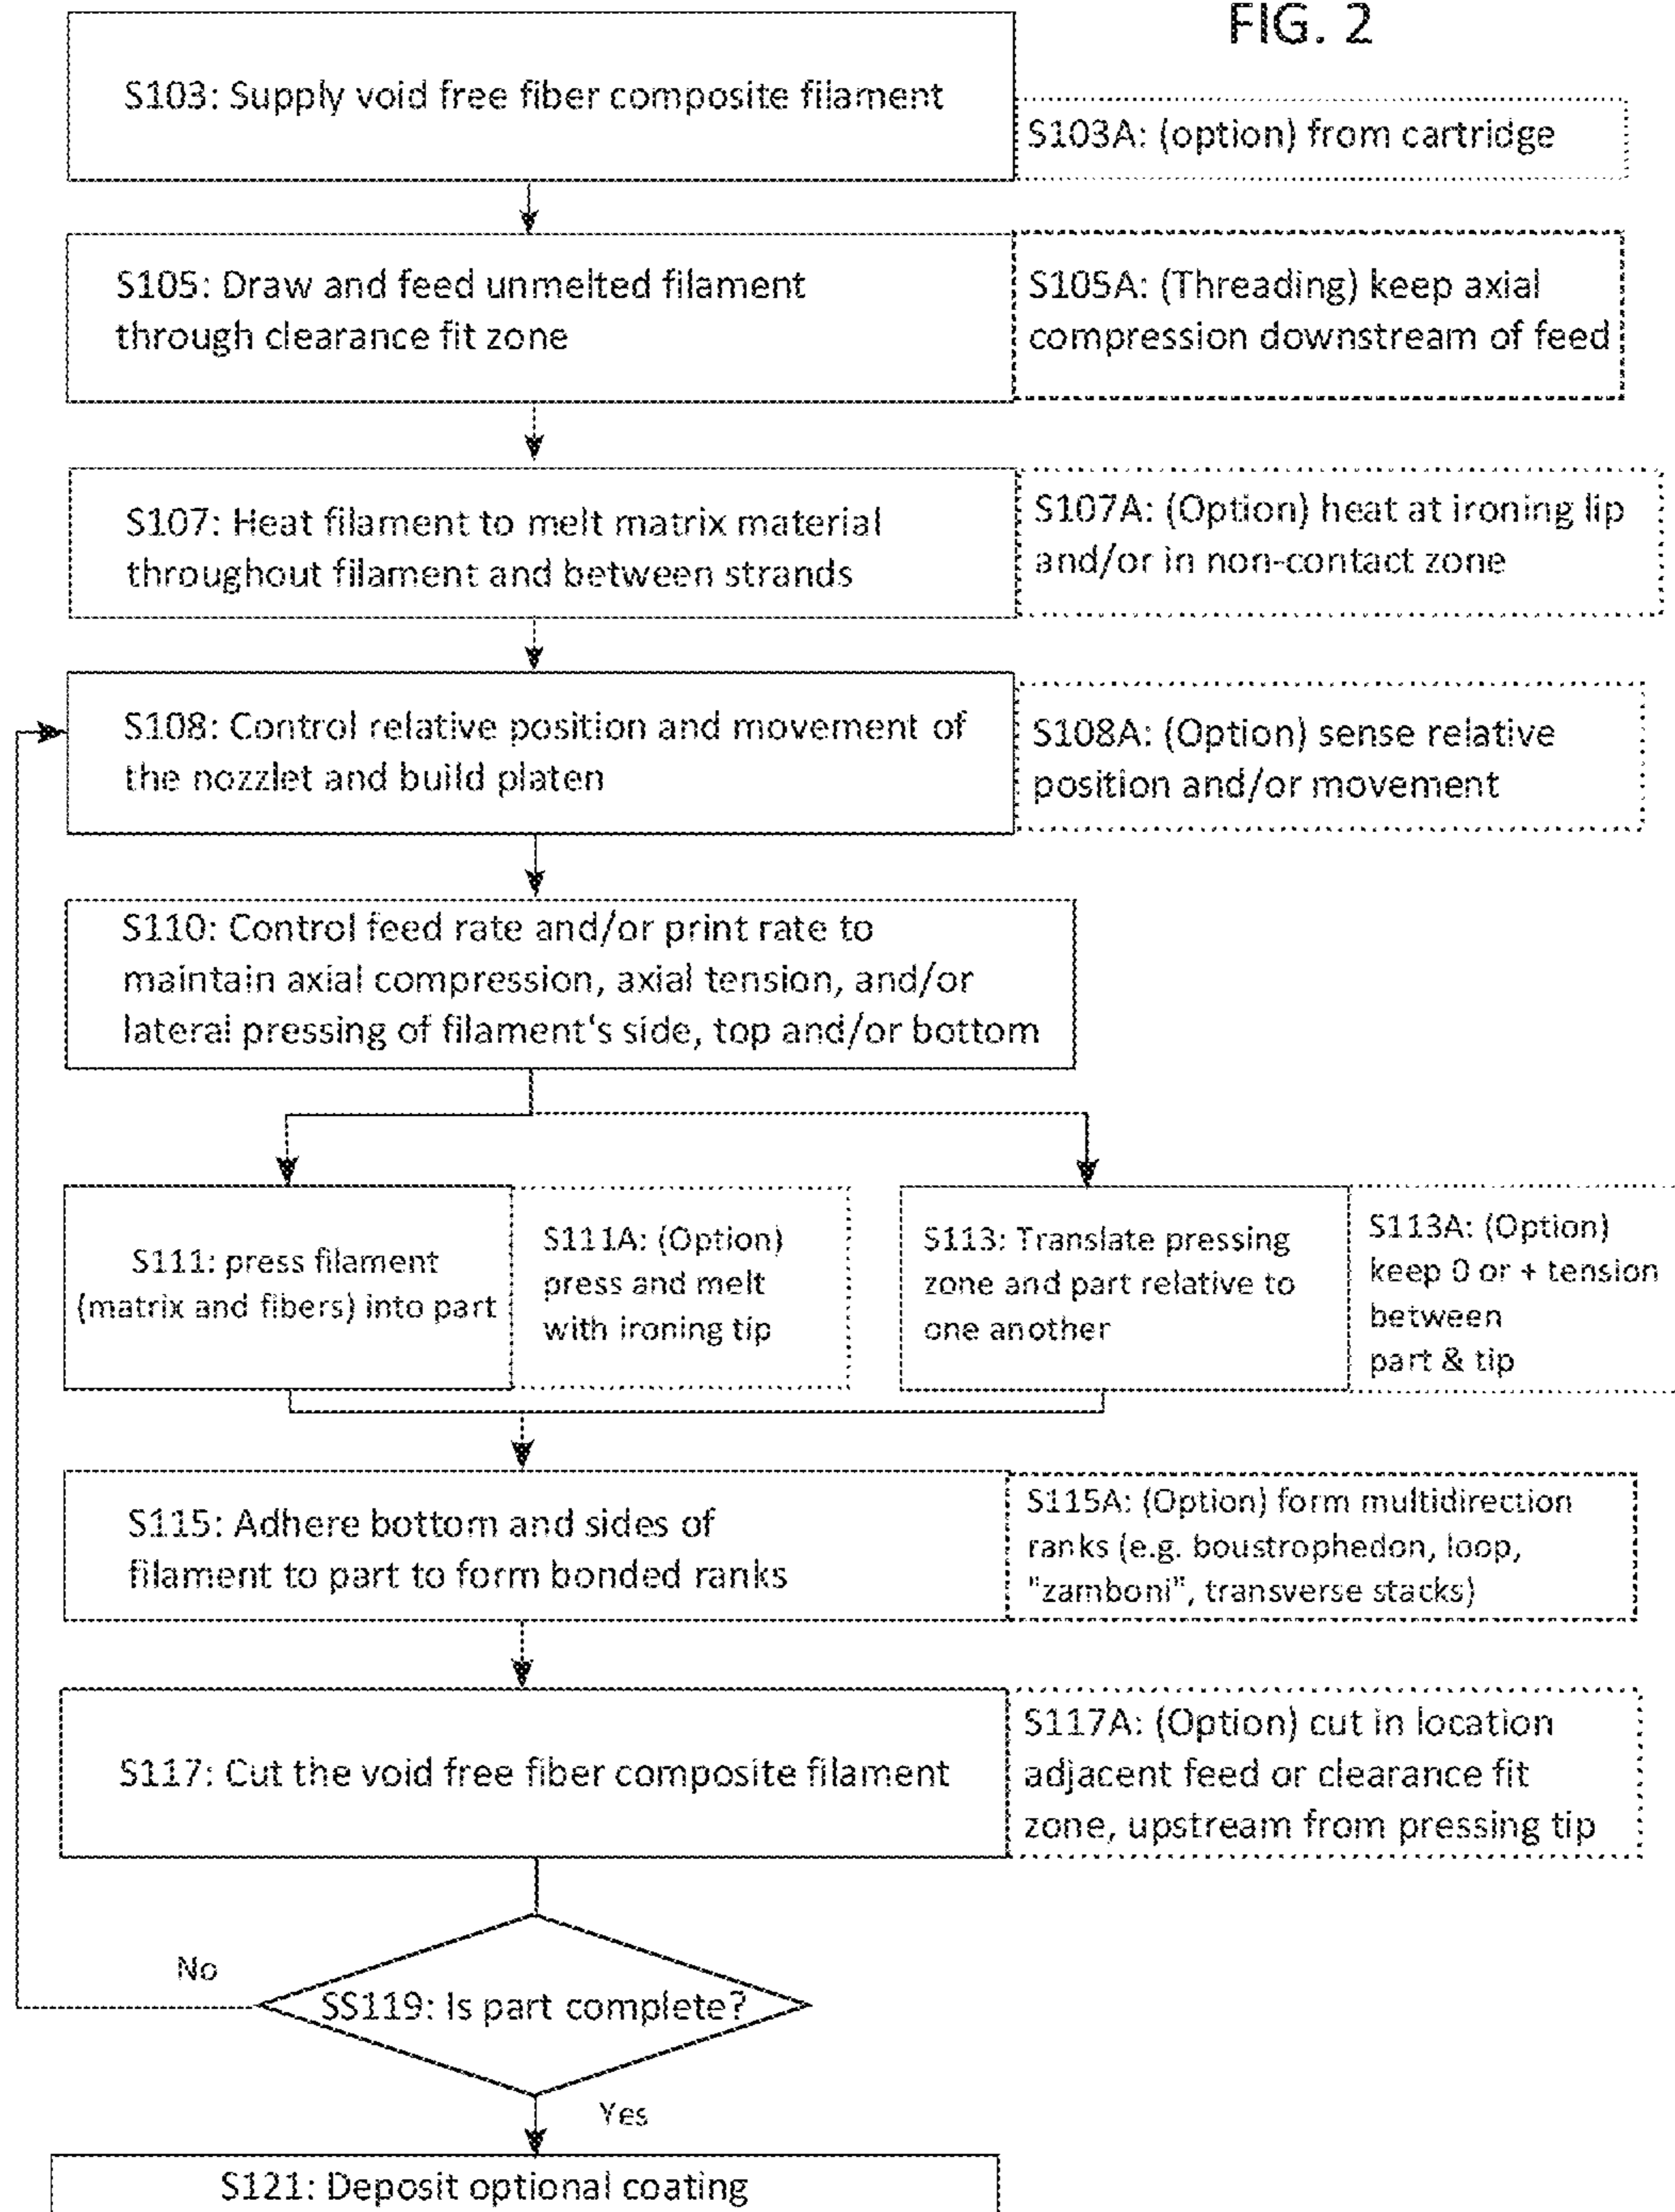 FIG. 2
S103: Supply void free fiber composite filament
S103A: (option) from cartridge
S105: Draw and feed unmelted filament
through clearance fit zone
S105A: (Threading) keep axial
compression downstream of feed
S107: Heat filament to melt matrix material
throughout filament and between strands
S107A: (Option) heat at ironing lip
and/or in non-contact zone
S108: Control relative position and movement of
the nozzlet and build platen
S108A: (Option) sense relative
position and/or movement
S110: Control feed rate and/or print rate to
maintain axial compression, axial tension, and/or
lateral pressing of filament's side, top and/or bottom
S111: press filament
(matrix and fibers) into part
S111A: (Option)
press and melt
with ironing tip
S113: Translate pressing
zone and part relative to
one another
S113A: (Option)
keep 0 or + tension
between
part & tip
S115: Adhere bottom and sides of
filament to part to form bonded ranks
S115A: (Option) form multidirection
ranks (e.g. boustrophedon, loop,
"zamboni", transverse stacks)
S117: Cut the void free fiber composite filament
S117A: (Option) cut in location
adjacent feed or clearance fit
zone, upstream from pressing tip
No
SS119: Is part complete?
Yes
S121: Deposit optional coating